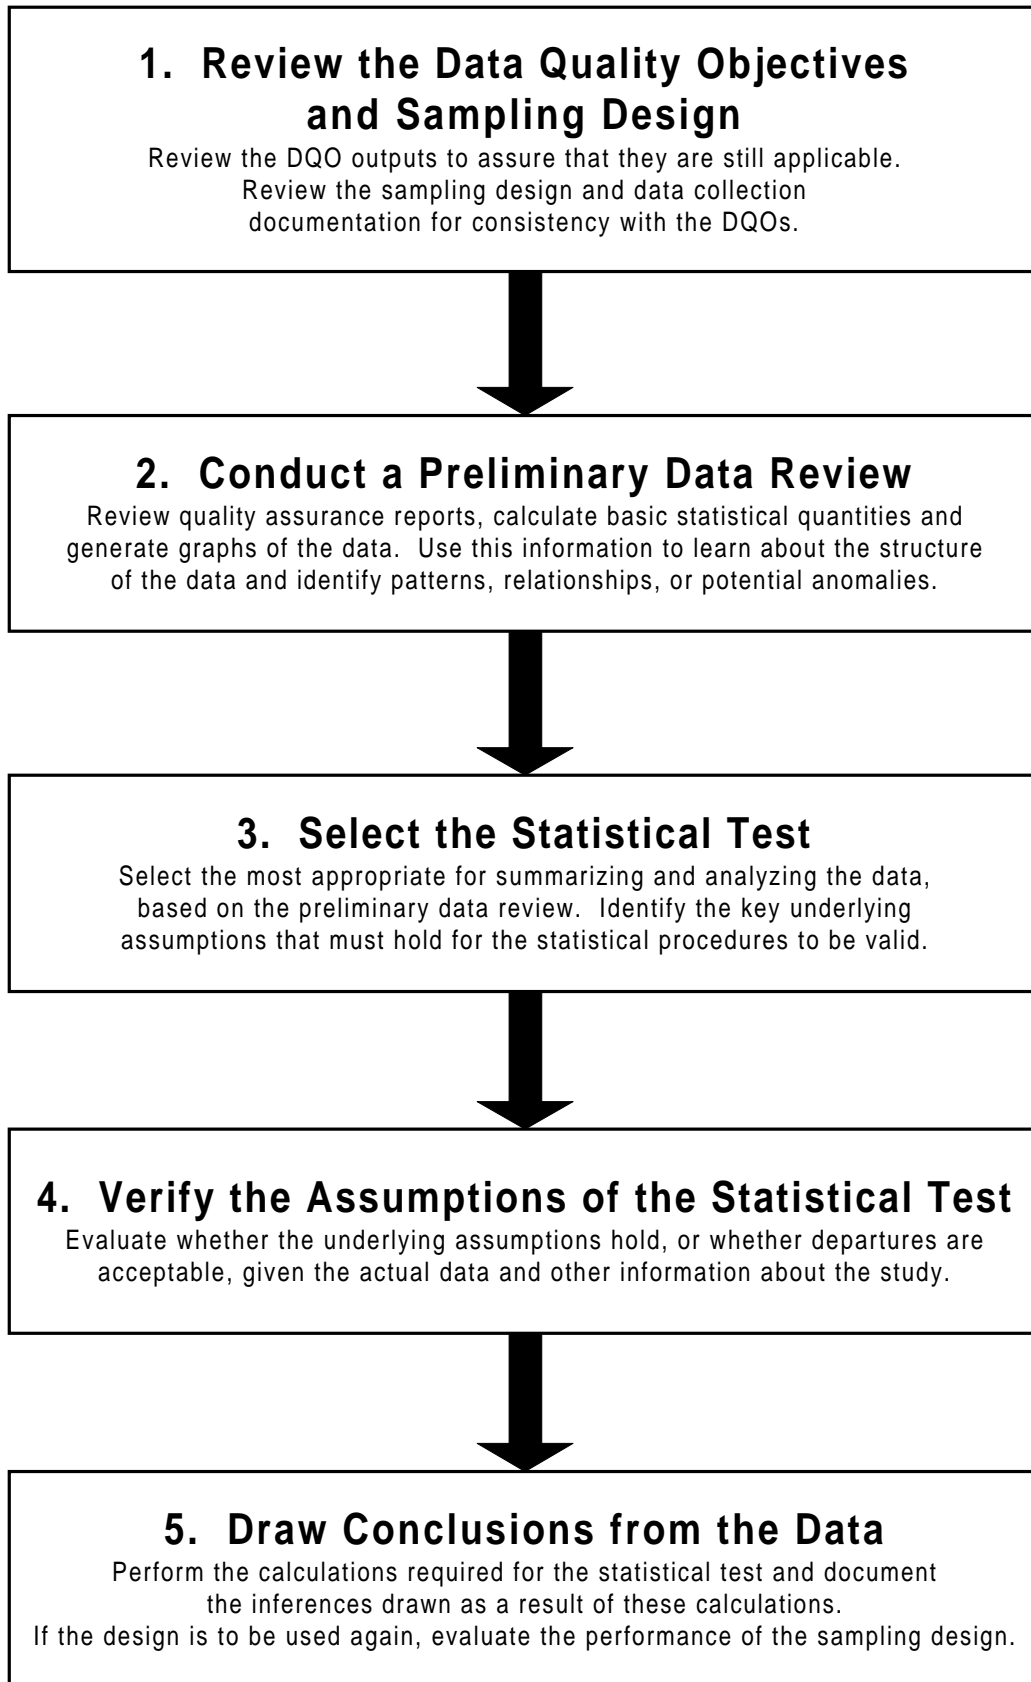 1. Review the Data Quality Objectives
and Sampling Design
Review the DQO outputs to assure that they are still applicable.
Review the sampling design and data collection
documentation for consistency with the DQOs.
2. Conduct a Preliminary Data Review
Review quality assurance reports, calculate basic statistical quantities and
generate graphs of the data. Use this information to learn about the structure
of the data and identify patterns, relationships, or potential anomalies.
3. Select the Statistical Test
Select the most appropriate for summarizing and analyzing the data,
based on the preliminary data review. Identify the key underlying
assumptions that must hold for the statistical procedures to be valid.
4. Verify the Assumptions of the Statistical Test
Evaluate whether the underlying assumptions hold, or whether departures are
acceptable, given the actual data and other information about the study.
5. Draw Conclusions from the Data
Perform the calculations required for the statistical test and document
the inferences drawn as a result of these calculations.
If the design is to be used again, evaluate the performance of the sampling design.